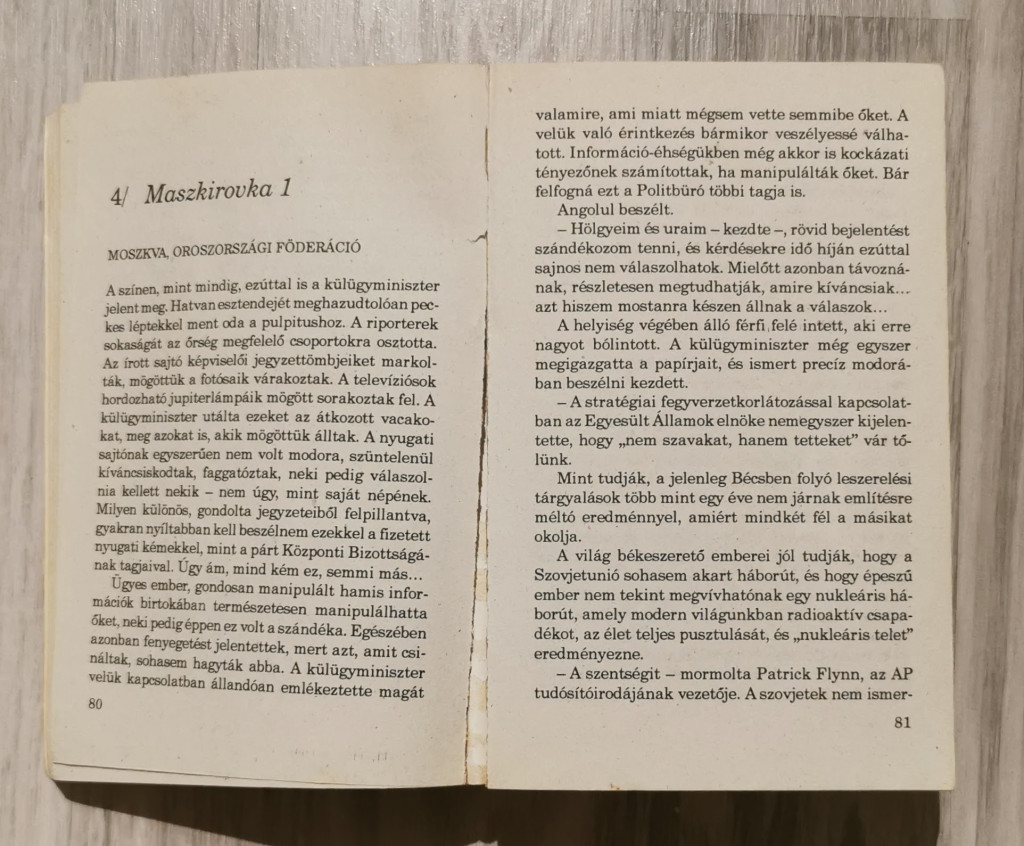 4/ Maszkirovka 1
MOSZKVA, OROSZORSZÁGI FÖDERÁCIÓ
A színen, mint mindig, ezúttal is a külügyminiszter
jelent meg. Hatvan esztendejét meghazudtolóan pec-
kes léptekkel ment oda a pulpitushoz. A riporterek
sokaságát az őrség megfelelő csoportokra osztotta.
Az írott sajtó képviselői jegyzettömbjeiket markol-
ták, mögöttük a fotósaik várakoztak. A televíziósok
hordozható jupiterlámpáik mögött sorakoztak fel. A
külügyminiszter utálta ezeket az átkozott vacako-
kat, meg azokat is, akik mögöttük álltak. A nyugati
sajtónak egyszerűen nem volt modora, szüntelenül
kíváncsiskodtak, faggatóztak, neki pedig válaszol-
nia kellett nekik – nem úgy, mint saját népének.
Milyen különös, gondolta jegyzeteiből felpillantva,
gyakran nyíltabban kell beszélnem ezekkel a fizetett
nyugati kémekkel, mint a párt Központi Bizottságá-
nak tagjaival. Úgy ám, mind kém ez, semmi más...
Ügyes ember, gondosan manipulált hamis infor-
mációk birtokában természetesen manipulálhatta
őket, neki pedig éppen ez volt a szándéka. Egészében
azonban fenyegetést jelentettek, mert azt, amit csi-
náltak, sohasem hagyták abba. A külügyminiszter
velük kapcsolatban állandóan emlékeztette magát
80
valamire, ami miatt mégsem vette semmibe őket. A
velük való érintkezés bármikor veszélyessé válha-
tott. Információ-éhségükben még akkor is kockázati
tényezőnek számítottak, ha manipulálták őket. Bár
felfogná ezt a Politbüró többi tagja is.
Angolul beszélt.
– Hölgyeim és uraim – kezdte –, rövid bejelentést
szándékozom tenni, és kérdésekre idő híján ezúttal
sajnos nem válaszolhatok. Mielőtt azonban távozná-
nak, részletesen megtudhatják, amire kíváncsiak...
azt hiszem mostanra készen állnak a válaszok...
A helyiség végében álló férfi felé intett, aki erre
nagyot bólintott. A külügyminiszter még egyszer
megigazgatta a papírjait, és ismert precíz modorá-
ban beszélni kezdett.
– A stratégiai fegyverzetkorlátozással kapcsolat-
ban az Egyesült Államok elnöke nemegyszer kijelen-
tette, hogy „nem szavakat, hanem tetteket” vár tő-
lünk.
Mint tudják, a jelenleg Bécsben folyó leszerelési
tárgyalások több mint egy éve nem járnak említésre
méltó eredménnyel, amiért mindkét fél a másikat
okolja.
A világ békeszerető emberei jól tudják, hogy a
Szovjetunió sohasem akart háborút, és hogy épeszű
ember nem tekint megvívhatónak egy nukleáris há-
borút, amely modern világunkban radioaktív csapa-
dékot, az élet teljes pusztulását, és „nukleáris telet”
eredményezne.
– A szentségit – mormolta Patrick Flynn, az AP
tudósítóirodájának vezetője. A szovjetek nem ismer-
81